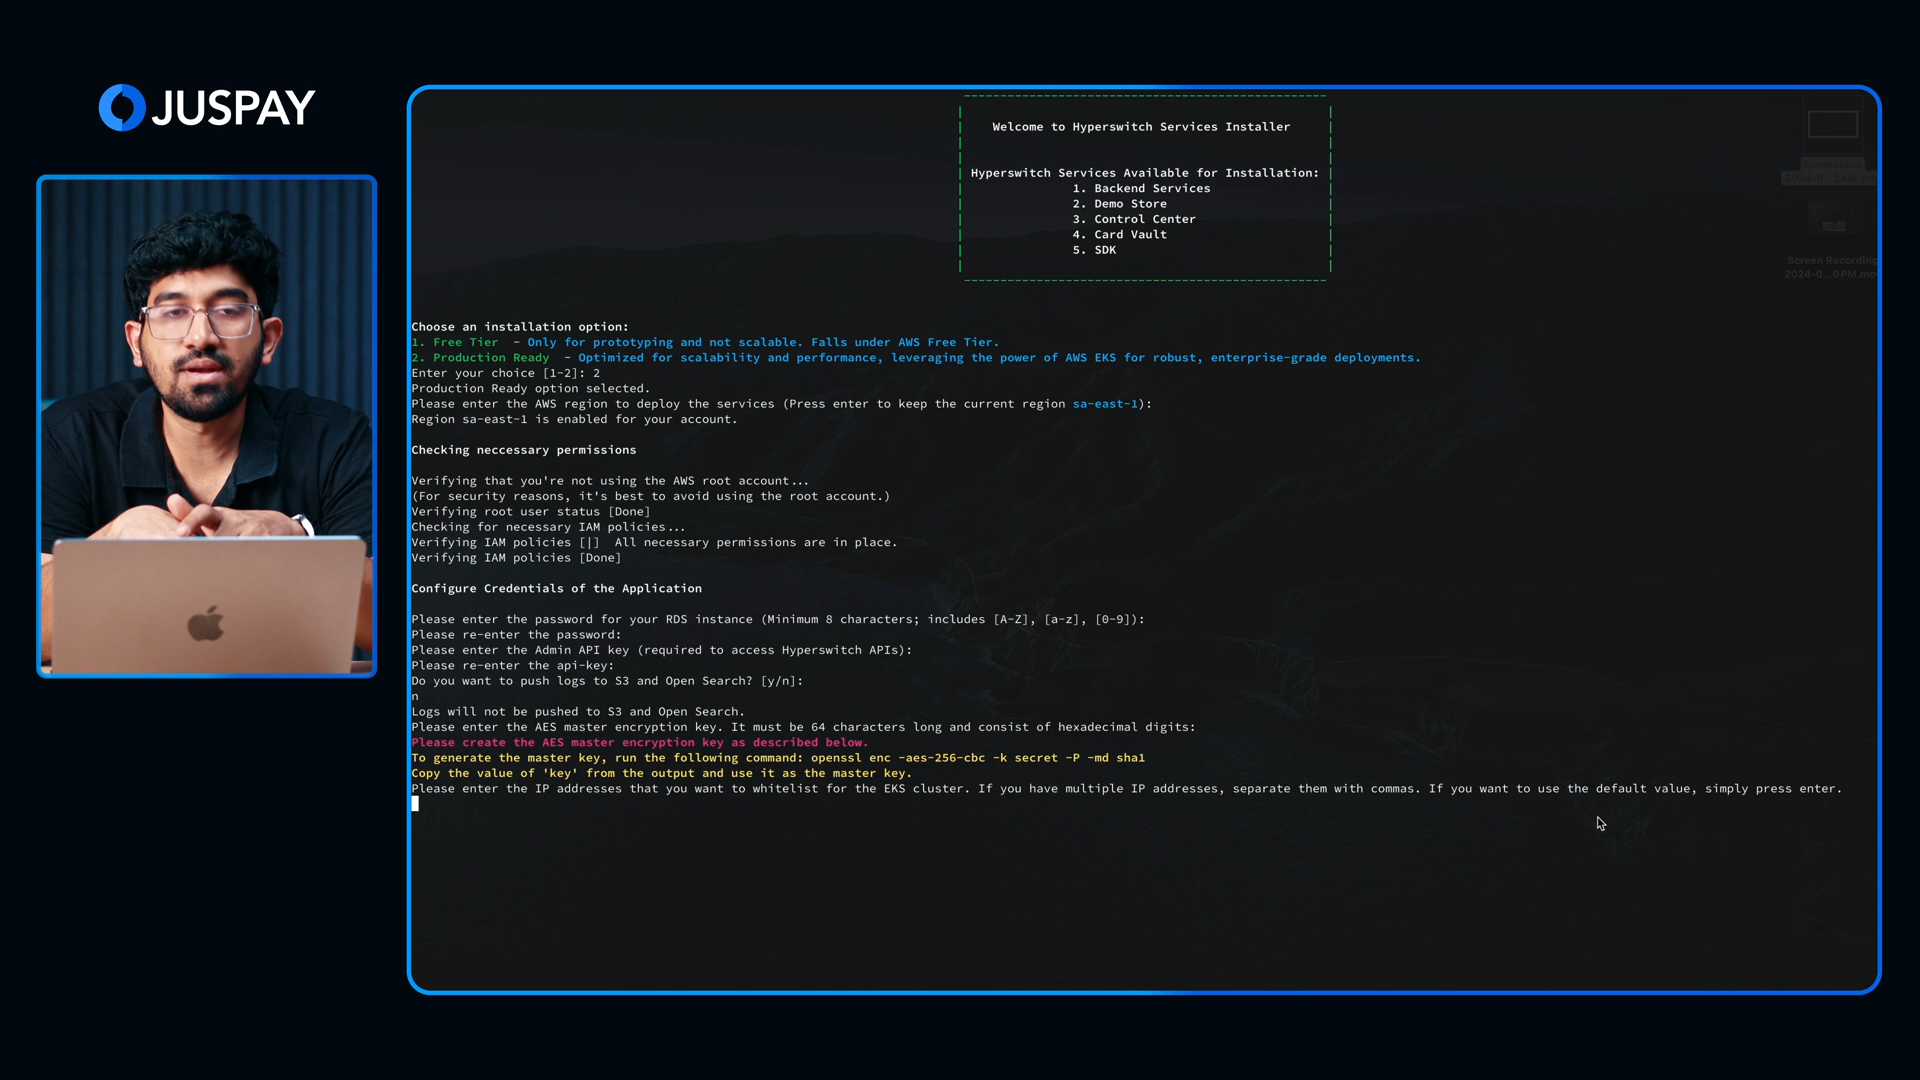 JUSPAY
Welcome to Hyperswitch Services Installer
Hyperswitch Services Available for Installation:
1. Backend Services
2. Demo Store
3. Control Center
4. Card Vault
5. SDK
Screen Recording
2024-0...0 PM.mov
Choose an installation option:
1. Free Tier – Only for prototyping and not scalable. Falls under AWS Free Tier.
2. Production Ready – Optimized for scalability and performance, leveraging the power of AWS EKS for robust, enterprise-grade deployments.
Enter your choice [1-2]: 2
Production Ready option selected.
Please enter the AWS region to deploy the services (Press enter to keep the current region sa-east-1):
Region sa-east-1 is enabled for your account.
Checking neccessary permissions
Verifying that you're not using the AWS root account...
(For security reasons, it's best to avoid using the root account.)
Verifying root user status [Done]
Checking for necessary IAM policies...
Verifying IAM policies [|] All necessary permissions are in place.
Verifying IAM policies [Done]
Configure Credentials of the Application
Please enter the password for your RDS instance (Minimum 8 characters; includes [A-Z], [a-z], [0-9]):
Please re-enter the password:
Please enter the Admin API key (required to access Hyperswitch APIs):
Please re-enter the api-key:
Do you want to push logs to S3 and Open Search? [y/n]:
n
Logs will not be pushed to S3 and Open Search.
Please enter the AES master encryption key. It must be 64 characters long and consist of hexadecimal digits:
Please create the AES master encryption key as described below.
To generate the master key, run the following command: openssl enc -aes-256-cbc -k secret -P -md sha1
Copy the value of 'key' from the output and use it as the master key.
Please enter the IP addresses that you want to whitelist for the EKS cluster. If you have multiple IP addresses, separate them with commas. If you want to use the default value, simply press enter.